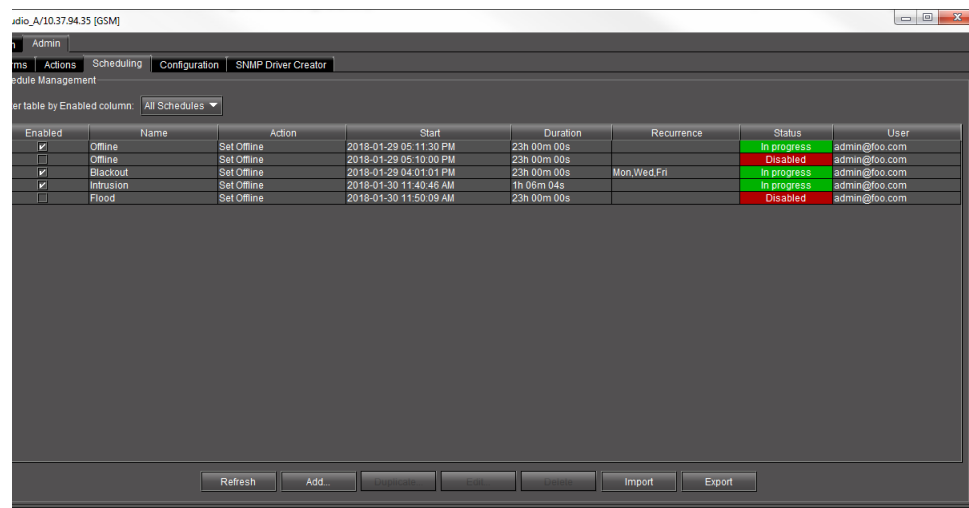 udio_A/10.37.94.35 [GSM]
n Admin
rms Actions Scheduling Configuration SNMP Driver Creator
edule Management
er table by Enabled column: All Schedules
Enabled Name Action Start Duration Recurrence Status User
Offline Set Offline 2018-01-29 05:11:30 PM 23h 00m 00s In progress admin@foo.com
Offline Set Offline 2018-01-29 05:10:00 PM 23h 00m 00s Disabled admin@foo.com
Blackout Set Offline 2018-01-29 04:01:01 PM 23h 00m 00s Mon,Wed,Fri In progress admin@foo.com
Intrusion Set Offline 2018-01-30 11:40:46 AM 1h 06m 04s In progress admin@foo.com
Flood Set Offline 2018-01-30 11:50:09 AM 23h 00m 00s Disabled admin@foo.com
Refresh Add... Duplicate... Edit... Delete Import Export